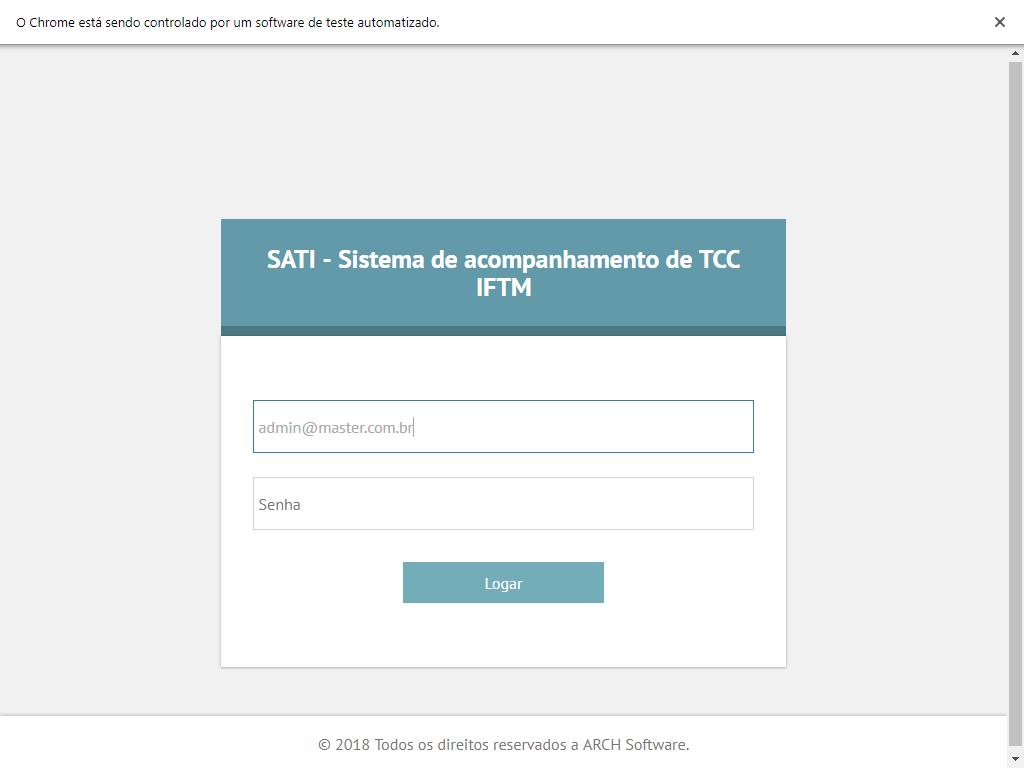 O Chrome está sendo controlado por um software de teste automatizado.
SATI - Sistema de acompanhamento de TCC
IFTM
admin@master.com.br
Senha
Logar
© 2018 Todos os direitos reservados a ARCH Software.